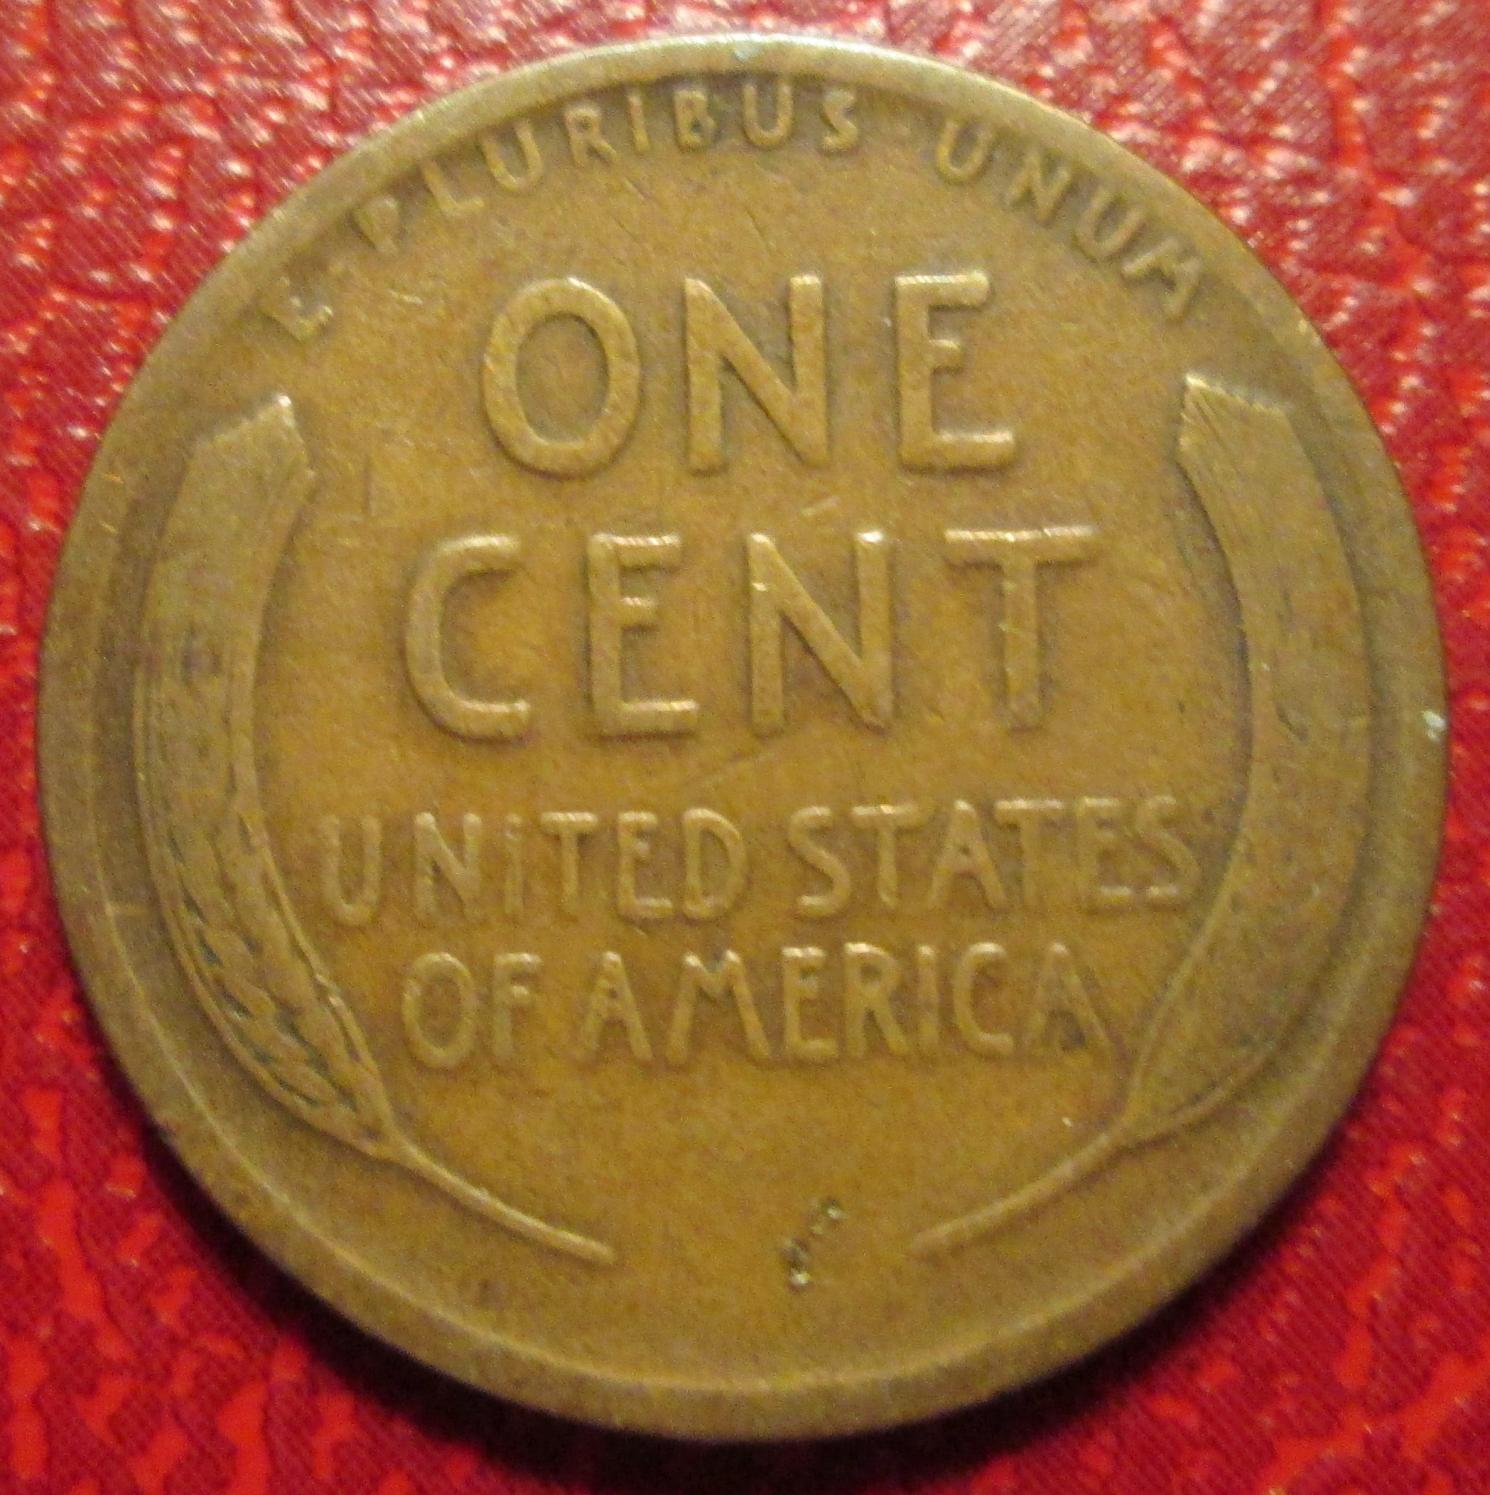 E PLURIBUS UNUM
ONE
CENT
UNITED STATES
OF AMERICA